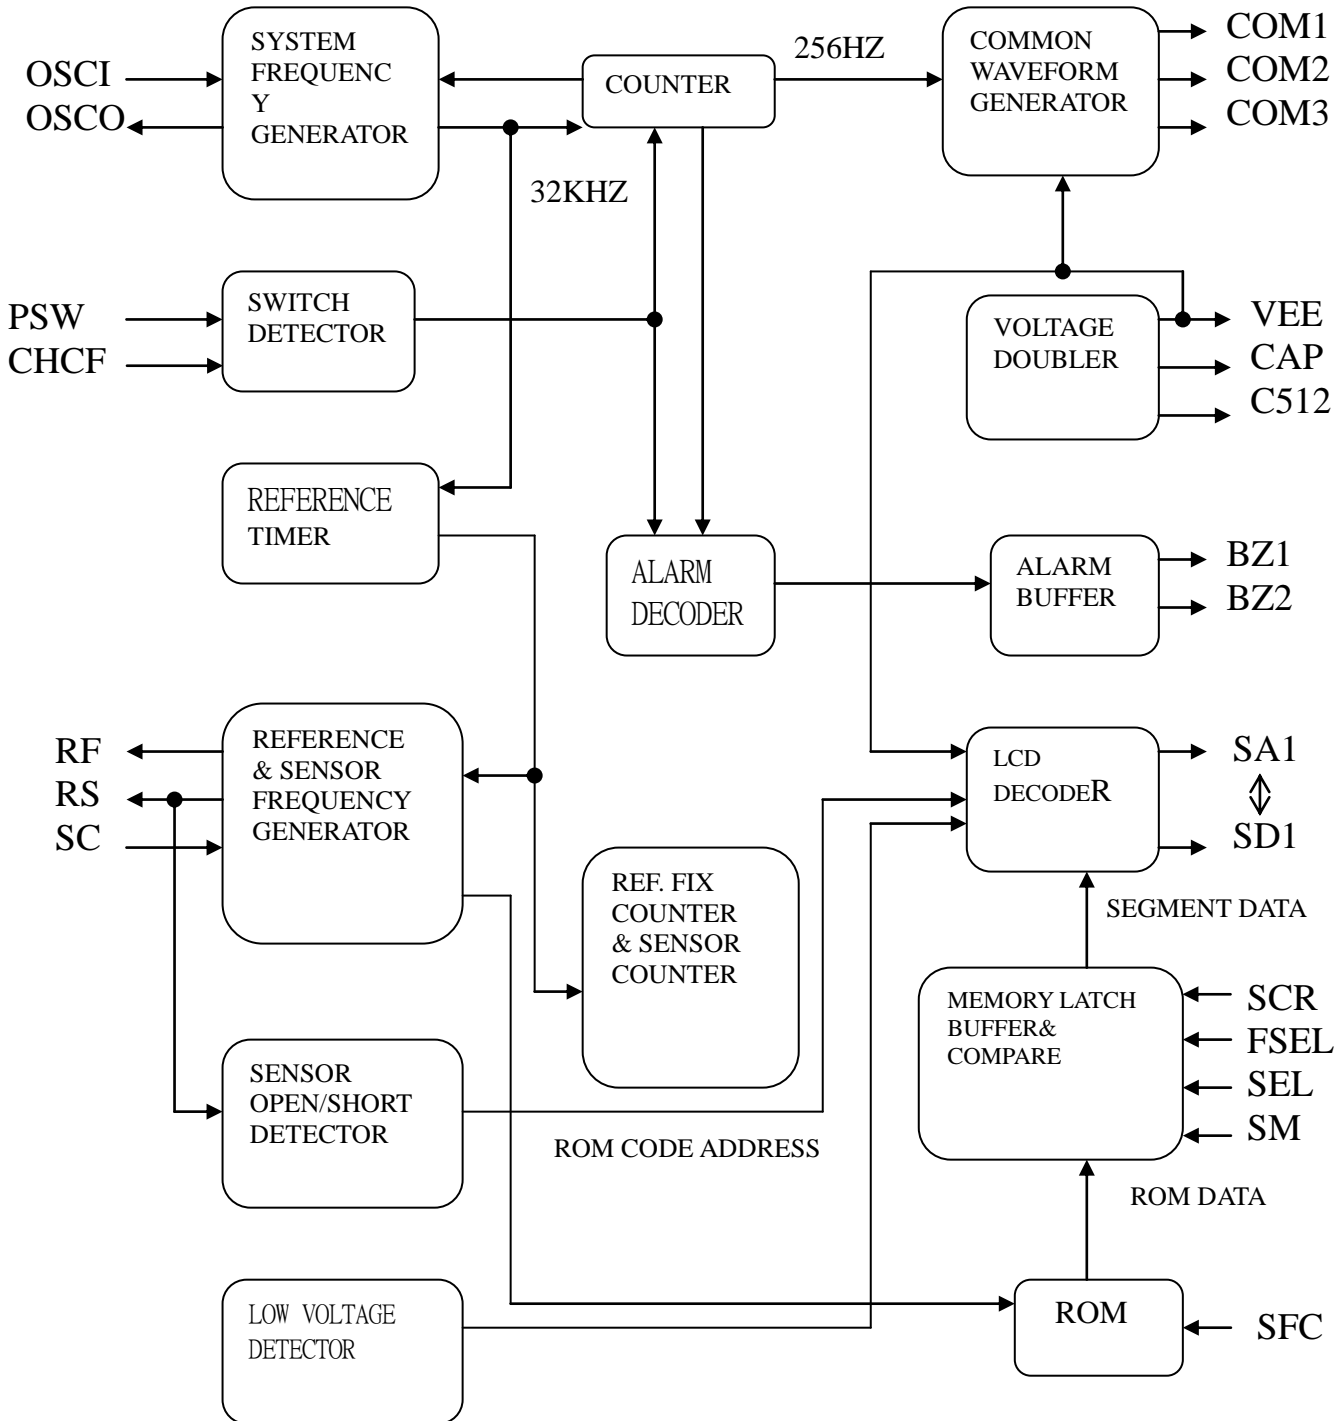 OSCI
OSCO
SYSTEM
FREQUENC
Y
GENERATOR
COUNTER
256HZ
COMMON
WAVEFORM
GENERATOR
COM1
COM2
COM3
32KHZ
PSW
CHCF
SWITCH
DETECTOR
VOLTAGE
DOUBLER
VEE
CAP
C512
REFERENCE
TIMER
ALARM
DECODER
ALARM
BUFFER
BZ1
BZ2
RF
RS
SC
REFERENCE
& SENSOR
FREQUENCY
GENERATOR
LCD
DECODER
SA1
SD1
REF. FIX
COUNTER
& SENSOR
COUNTER
SEGMENT DATA
MEMORY LATCH
BUFFER&
COMPARE
SCR
FSEL
SEL
SM
SENSOR
OPEN/SHORT
DETECTOR
ROM CODE ADDRESS
ROM DATA
LOW VOLTAGE
DETECTOR
ROM
SFC